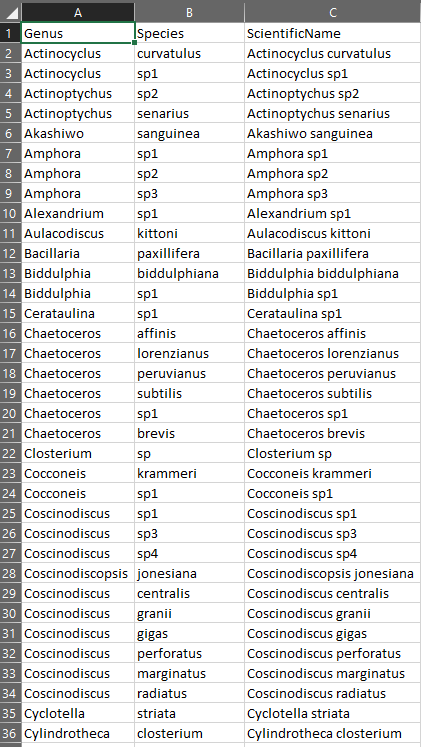 A B C
1 Genus Species ScientificName
2 Actinocyclus curvatulus Actinocyclus curvatulus
3 Actinocyclus sp1 Actinocyclus sp1
4 Actinoptychus sp2 Actinoptychus sp2
5 Actinoptychus senarius Actinoptychus senarius
6 Akashiwo sanguinea Akashiwo sanguinea
7 Amphora sp1 Amphora sp1
8 Amphora sp2 Amphora sp2
9 Amphora sp3 Amphora sp3
10 Alexandrium sp1 Alexandrium sp1
11 Aulacodiscus kittoni Aulacodiscus kittoni
12 Bacillaria paxillifera Bacillaria paxillifera
13 Biddulphia biddulphiana Biddulphia biddulphiana
14 Biddulphia sp1 Biddulphia sp1
15 Cerataulina sp1 Cerataulina sp1
16 Chaetoceros affinis Chaetoceros affinis
17 Chaetoceros lorenzianus Chaetoceros lorenzianus
18 Chaetoceros peruvianus Chaetoceros peruvianus
19 Chaetoceros subtilis Chaetoceros subtilis
20 Chaetoceros sp1 Chaetoceros sp1
21 Chaetoceros brevis Chaetoceros brevis
22 Closterium sp Closterium sp
23 Cocconeis krammeri Cocconeis krammeri
24 Cocconeis sp1 Cocconeis sp1
25 Coscinodiscus sp1 Coscinodiscus sp1
26 Coscinodiscus sp3 Coscinodiscus sp3
27 Coscinodiscus sp4 Coscinodiscus sp4
28 Coscinodiscopsis jonesiana Coscinodiscopsis jonesiana
29 Coscinodiscus centralis Coscinodiscus centralis
30 Coscinodiscus granii Coscinodiscus granii
31 Coscinodiscus gigas Coscinodiscus gigas
32 Coscinodiscus perforatus Coscinodiscus perforatus
33 Coscinodiscus marginatus Coscinodiscus marginatus
34 Coscinodiscus radiatus Coscinodiscus radiatus
35 Cyclotella striata Cyclotella striata
36 Cylindrotheca closterium Cylindrotheca closterium